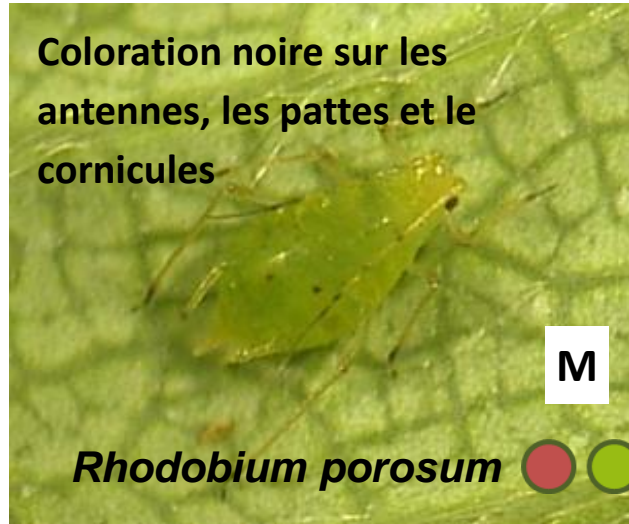 Coloration noire sur les
antennes, les pattes et le
cornicules
M
Rhodobium porosum